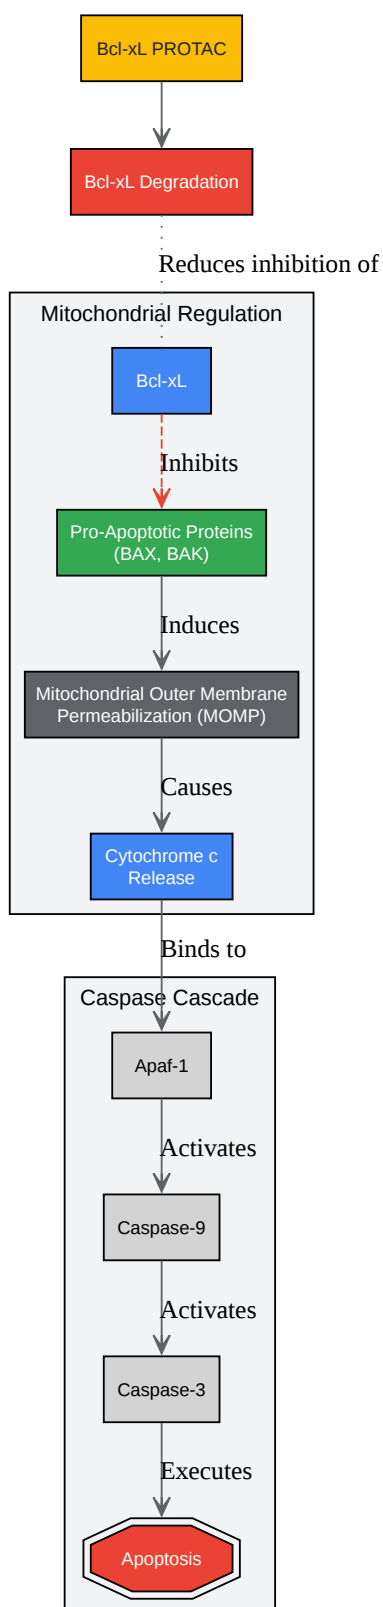 Bcl-xL PROTAC
Bcl-xL Degradation
Reduces inhibition of
Mitochondrial Regulation
Bcl-xL
Inhibits
Pro-Apoptotic Proteins
(BAX, BAK)
Induces
Mitochondrial Outer Membrane
Permeabilization (MOMP)
Causes
Cytochrome c
Release
Binds to
Caspase Cascade
Apaf-1
Activates
Caspase-9
Activates
Caspase-3
Executes
Apoptosis